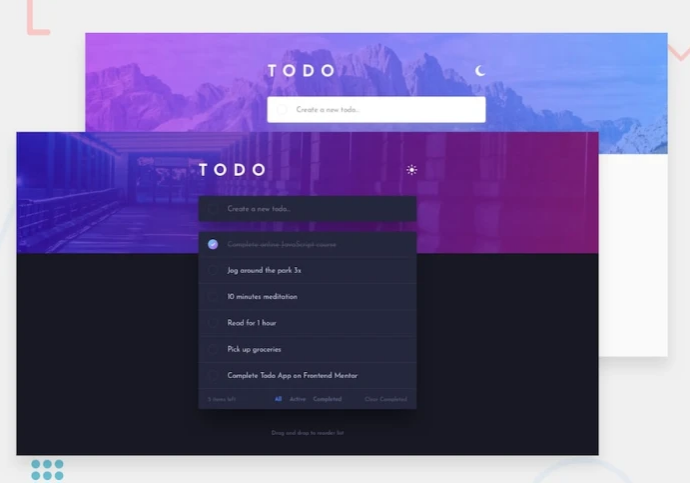 TODO
Create a new todo...
TODO
Create a new todo...
Complete online JavaScript course
Jog around the park 3x
10 minutes meditation
Read for 1 hour
Pick up groceries
Complete Todo App on Frontend Mentor
5 items left
All Active Completed
Clear Completed
Drag and drop to reorder list